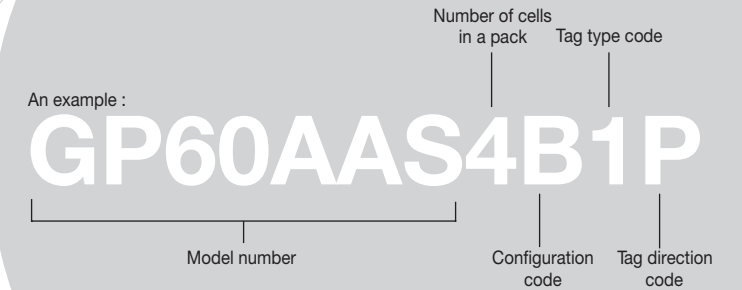 Number of cells
in a pack
Tag type code
An example :
GP60AAS4B1P
Model number
Configuration
code
Tag direction
code